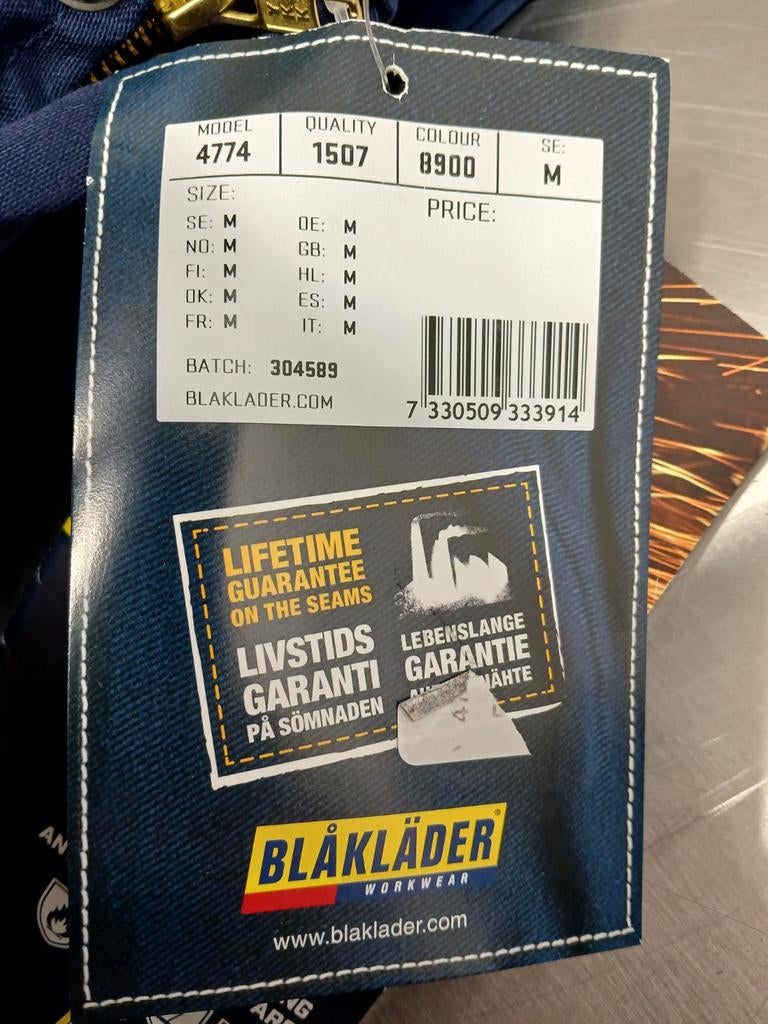 MODEL QUALITY COLOUR SE:
4774 1507 8900 M
SIZE: PRICE:
SE: M DE: M
NO: M GB: M
FI: M HL: M
DK: M ES: M
FR: M IT: M
BATCH: 304589
BLAKLADER.COM
7 330509 333914
LIFETIME
GUARANTEE
ON THE SEAMS
LIVSTIDS
GARANTI
PÅ SÖMNADEN
LEBENSLANGE
GARANTIE
BLÅKLÄDER®
WORKWEAR
www.blaklader.com
AN